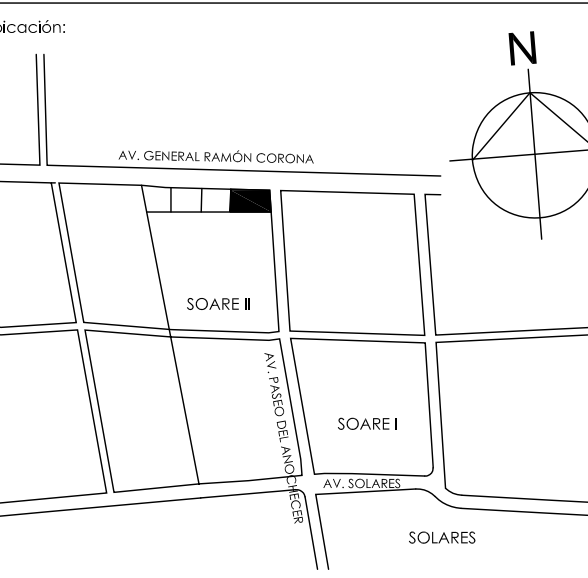 bicación:
N
AV. GENERAL RAMÓN CORONA
SOARE II
AV. PASEO DEL ANOCHECER
SOARE I
AV. SOLARES
SOLARES